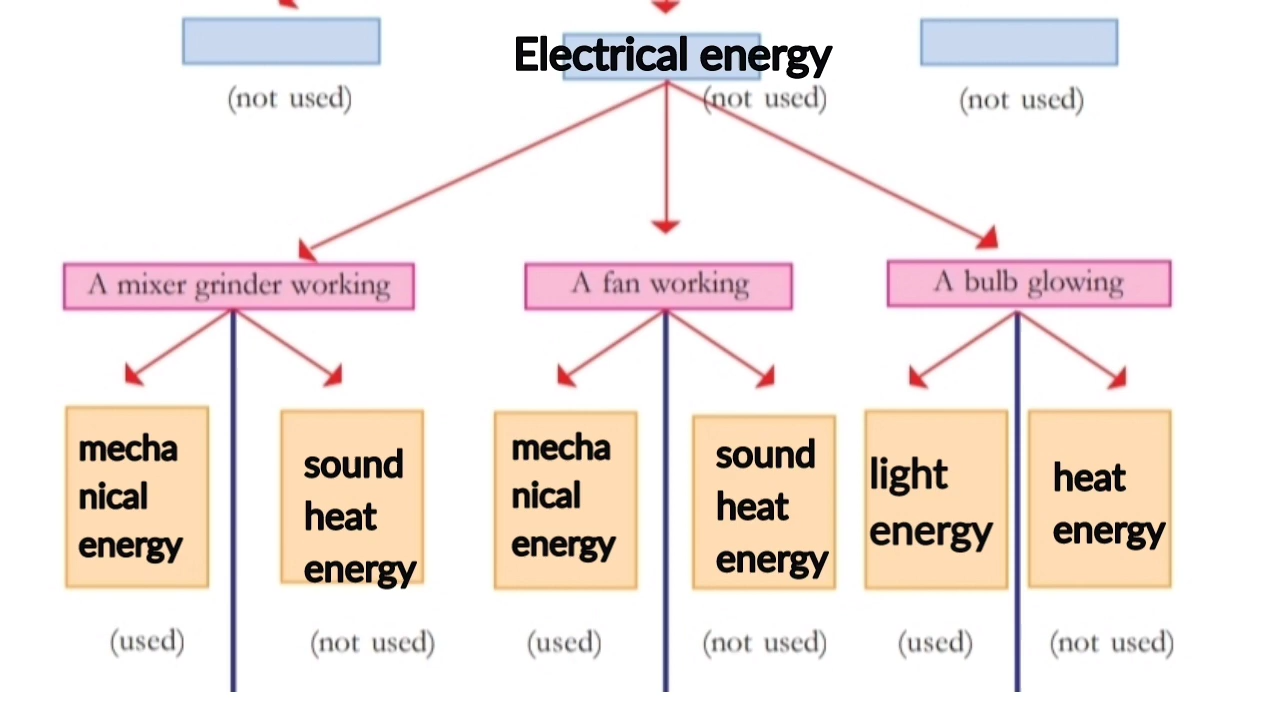 Electrical energy
(not used)
(not used)
(not used)
A mixer grinder working
A fan working
A bulb glowing
mecha
nical
energy
sound
heat
energy
mecha
nical
energy
sound
heat
energy
light
energy
heat
energy
(used)
(not used)
(used)
(not used)
(used)
(not used)